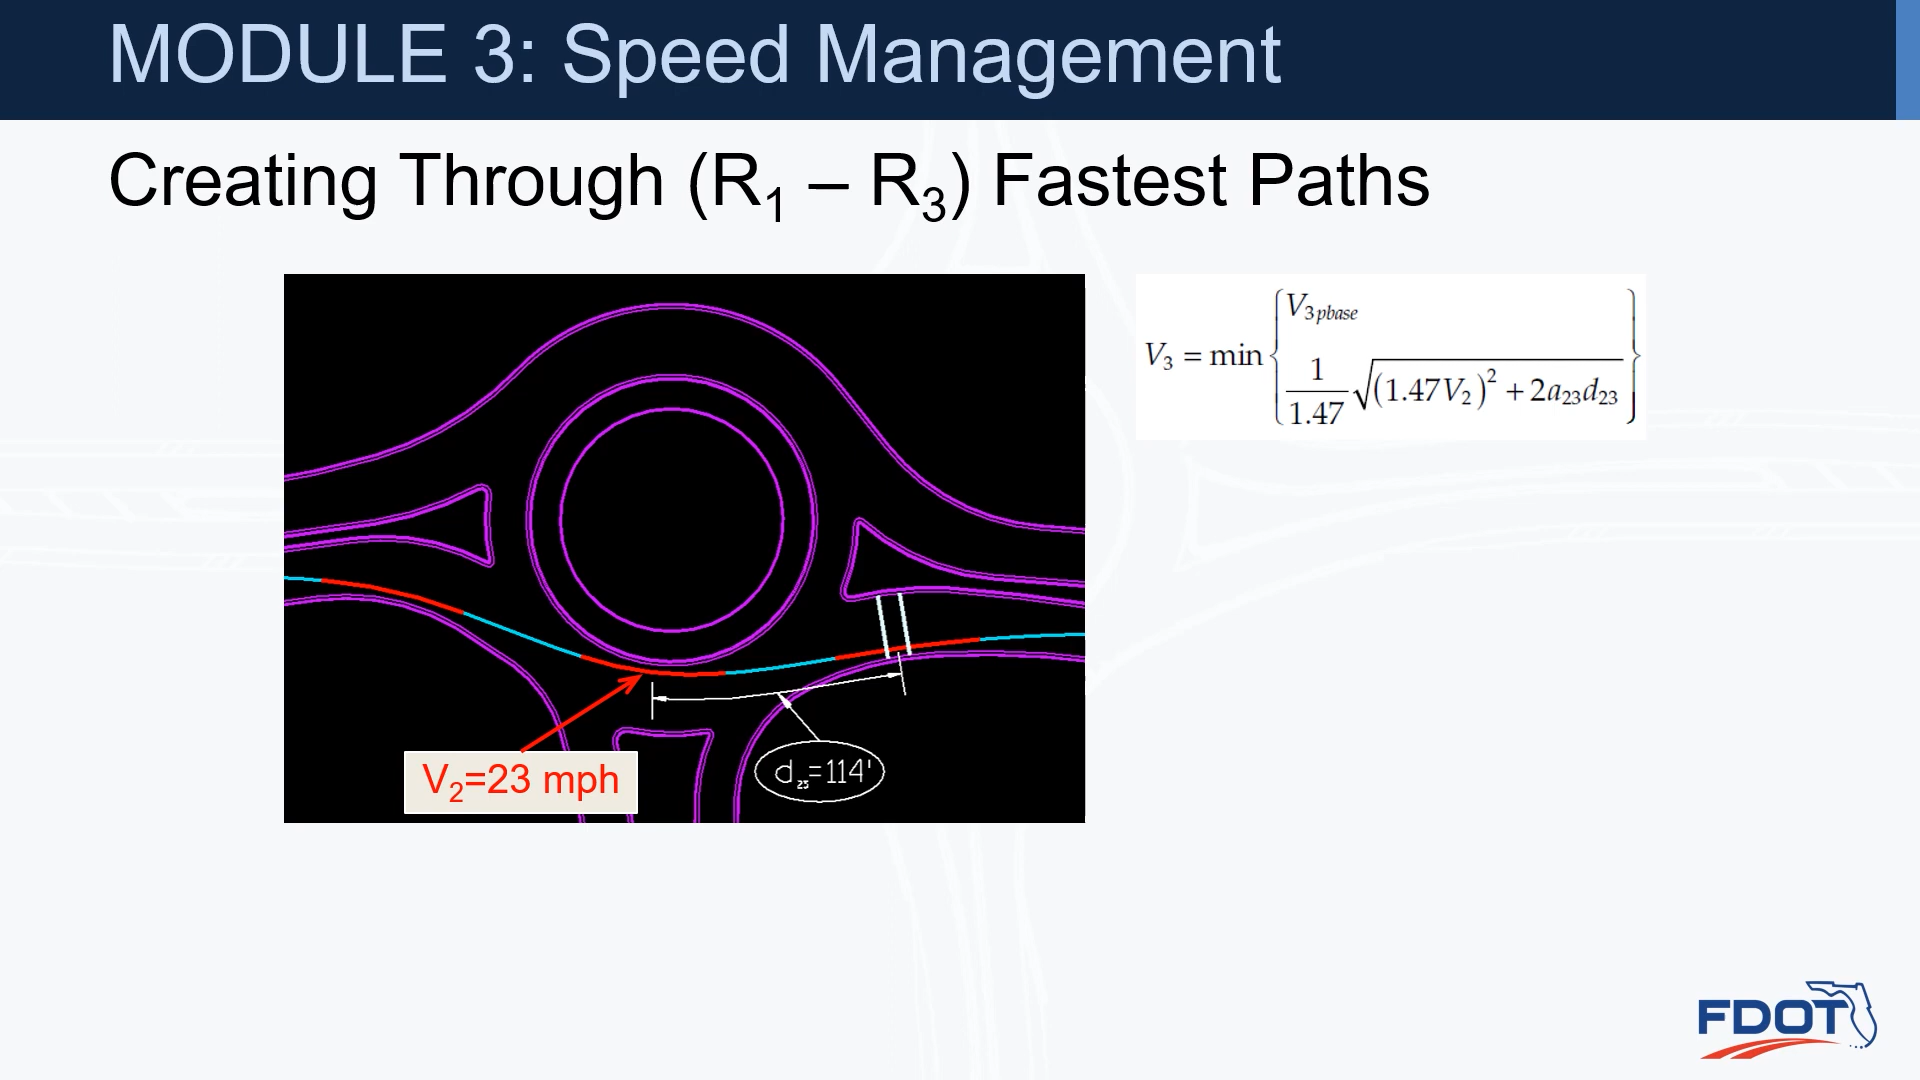 MODULE 3: Speed Management
Creating Through (R₁ – R₃) Fastest Paths
V₃ = min { V₃pbase
1/1.47 √(1.47V₂)² + 2a₂₃d₂₃ }
V₂=23 mph
d₂₃=114'
FDOT